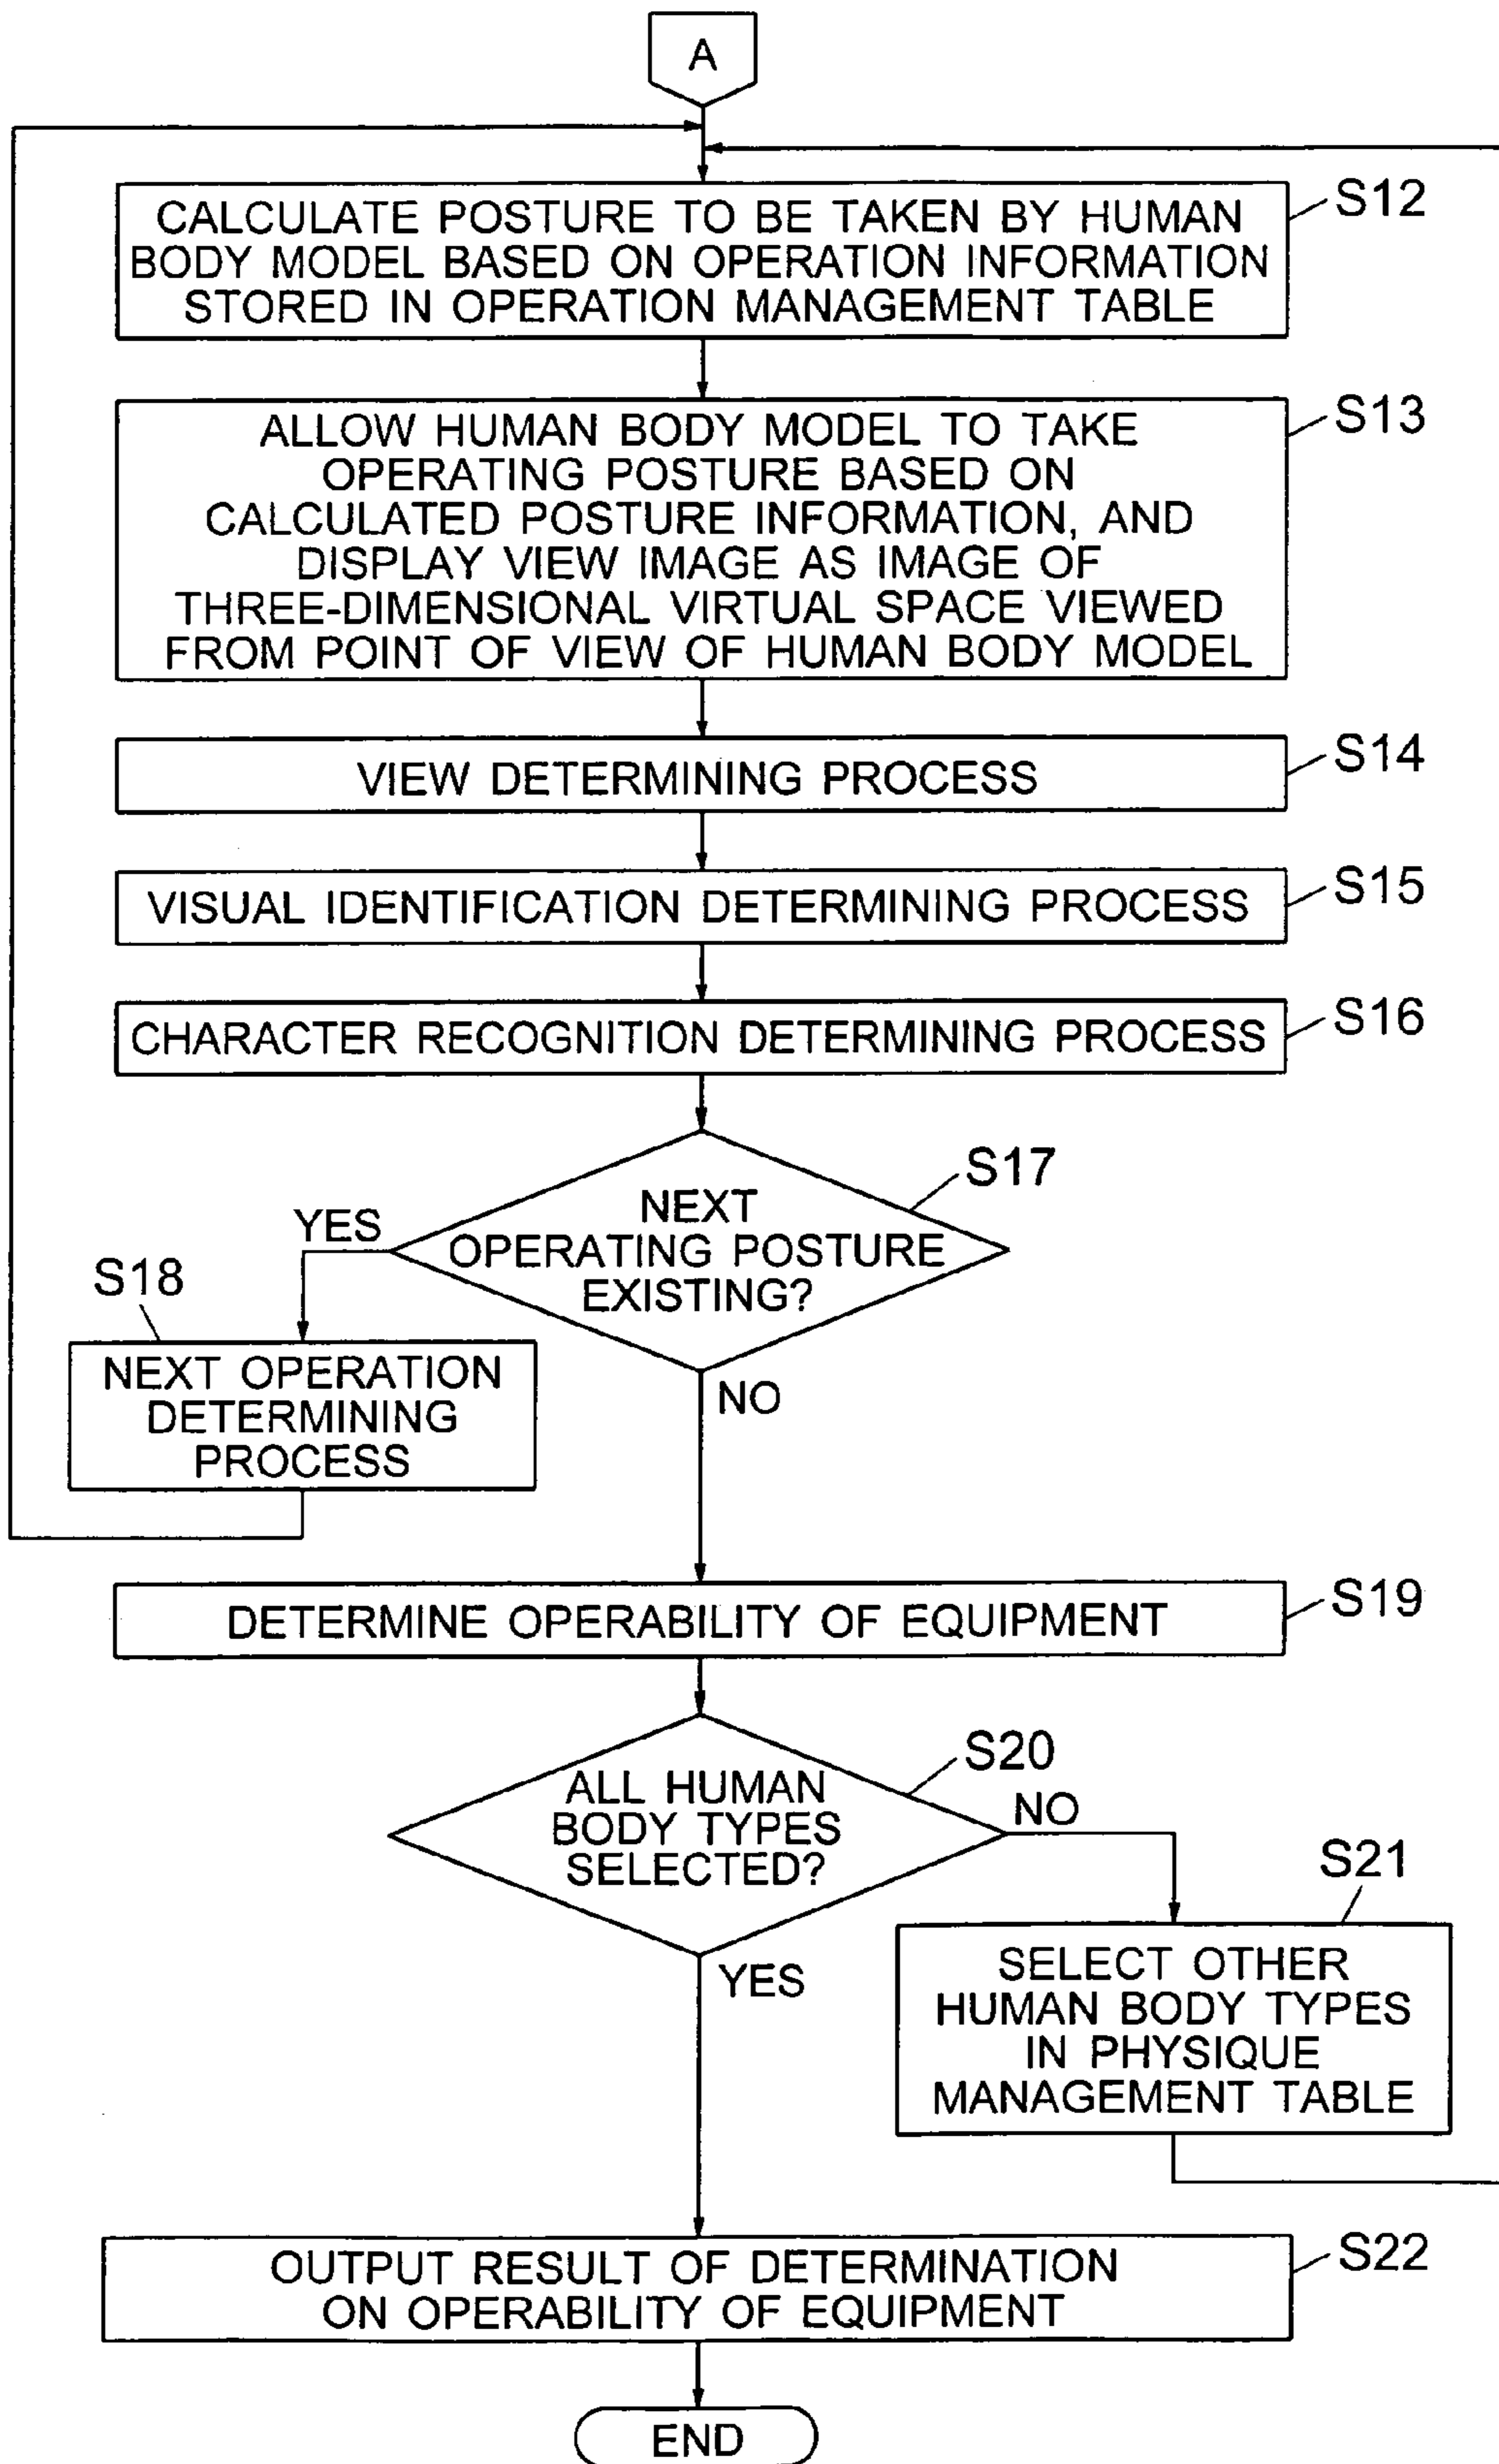 A
CALCULATE POSTURE TO BE TAKEN BY HUMAN
BODY MODEL BASED ON OPERATION INFORMATION
STORED IN OPERATION MANAGEMENT TABLE
S12
ALLOW HUMAN BODY MODEL TO TAKE
OPERATING POSTURE BASED ON
CALCULATED POSTURE INFORMATION, AND
DISPLAY VIEW IMAGE AS IMAGE OF
THREE-DIMENSIONAL VIRTUAL SPACE VIEWED
FROM POINT OF VIEW OF HUMAN BODY MODEL
S13
VIEW DETERMINING PROCESS
S14
VISUAL IDENTIFICATION DETERMINING PROCESS
S15
CHARACTER RECOGNITION DETERMINING PROCESS
S16
NEXT
OPERATING POSTURE
EXISTING?
S17
YES
S18
NEXT OPERATION
DETERMINING
PROCESS
NO
DETERMINE OPERABILITY OF EQUIPMENT
S19
ALL HUMAN
BODY TYPES
SELECTED?
S20
NO
S21
SELECT OTHER
HUMAN BODY TYPES
IN PHYSIQUE
MANAGEMENT TABLE
YES
OUTPUT RESULT OF DETERMINATION
ON OPERABILITY OF EQUIPMENT
S22
END